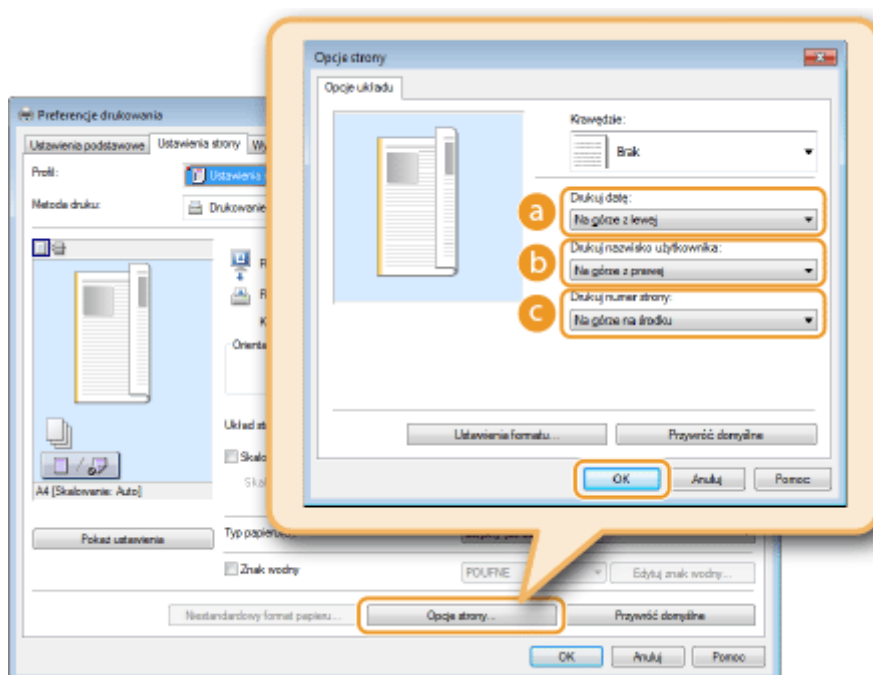 Opcje strony
Opcje układu
Krawędzie:
Brak
a
Drukuj datę:
Na górze z lewej
b
Drukuj nazwisko użytkownika:
Na górze z prawej
c
Drukuj numer strony:
Na górze na środku
Ustawienia formatu...
Przywróć domyślne
OK
Anuluj
Pomoc
Preferencje drukowania
Ustawienia podstawowe
Ustawienia strony
Wy
Profil:
Ustawienia
Metoda druku:
Drukowanie
Orienta
Układ st
Skalo
Ska
A4 [Skalowanie: Auto]
Pokaż ustawienia
Typ papieru
Znak wodny
POUFNE
Edytuj znak wodny...
Niestandardowy format papieru...
Opcje strony...
Przywróć domyślne
OK
Anuluj
Pomoc